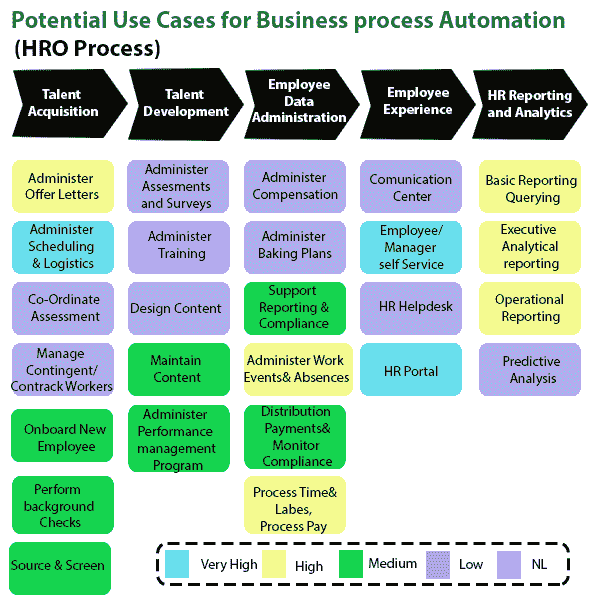 Potential Use Cases for Business process Automation
(HRO Process)
Talent
Acquisition
Talent
Development
Employee
Data
Administration
Employee
Experience
HR Reporting
and Analytics
Administer
Offer Letters
Administer
Scheduling
& Logistics
Co-Ordinate
Assessment
Manage
Contingent/
Contrack Workers
Onboard New
Employee
Perform
background
Checks
Source & Screen
Administer
Assesments
and Surveys
Administer
Training
Design Content
Maintain
Content
Administer
Performance
management
Program
Administer
Compensation
Administer
Baking Plans
Support
Reporting &
Compliance
Administer Work
Events& Absences
Distribution
Payments&
Monitor
Compliance
Process Time&
Labes,
Process Pay
Comunication
Center
Employee/
Manager
self Service
HR Helpdesk
HR Portal
Basic Reporting
Querying
Executive
Analytical
reporting
Operational
Reporting
Predictive
Analysis
Very High
High
Medium
Low
NL